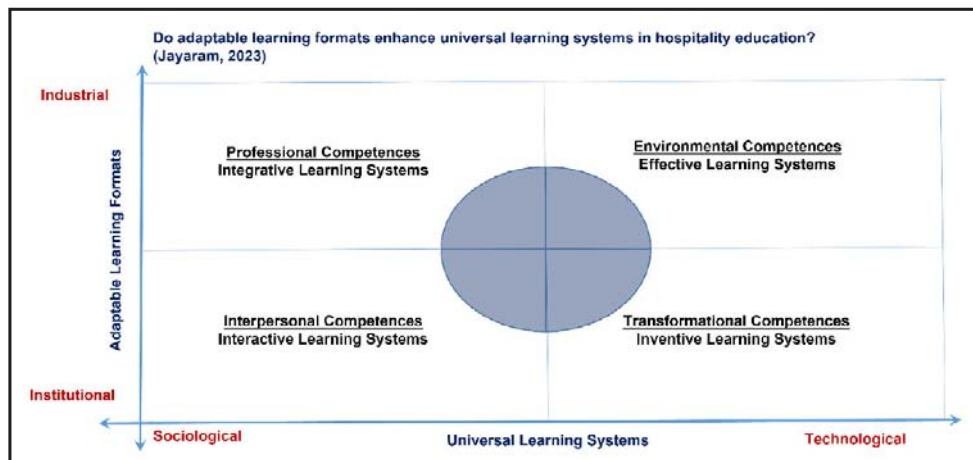 Do adaptable learning formats enhance universal learning systems in hospitality education?
(Jayaram, 2023)
Industrial
Adaptable Learning Formats
Professional Competences
Integrative Learning Systems
Environmental Competences
Effective Learning Systems
Interpersonal Competences
Interactive Learning Systems
Transformational Competences
Inventive Learning Systems
Institutional
Sociological
Universal Learning Systems
Technological